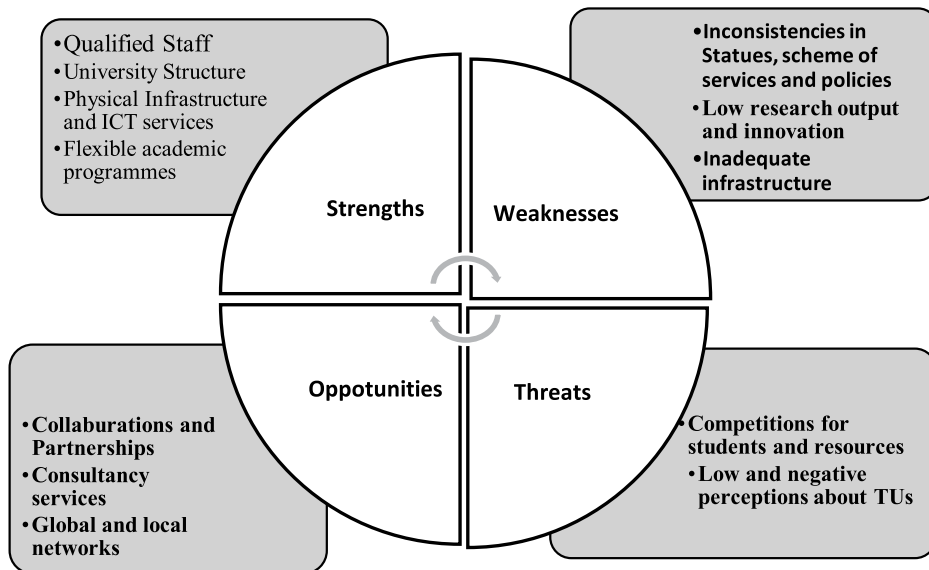 •Qualified Staff
•University Structure
•Physical Infrastructure
and ICT services
•Flexible academic
programmes
Strengths
•Inconsistencies in
Statues, scheme of
services and policies
•Low research output
and innovation
•Inadequate
infrastructure
Weaknesses
Oppotunities
•Collaburations and
Partnerships
•Consultancy
services
•Global and local
networks
Threats
•Competitions for
students and resources
•Low and negative
perceptions about TUs